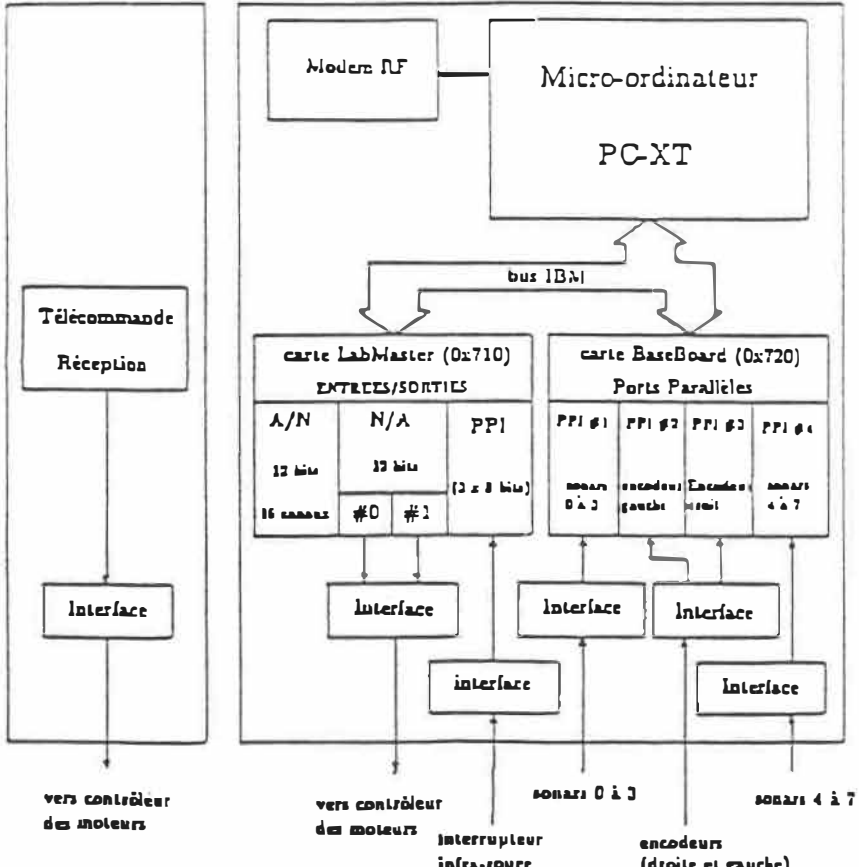 Modem RF
Micro-ordinateur
PC-XT
bus IBM
Télécommande
Réception
carte LabMaster (0x710)
ENTREES/SORTIES
A/N
12 bits
16 canaux
N/A
12 bits
#0
#1
PPI
(3 x 8 bits)
carte BaseBoard (0x720)
Ports Parallèles
PPI #1
sonars
0 à 3
PPI #2
encodeur
gauche
PPI #3
Encodeur
PPI #4
sonars
4 à 7
Interface
Interface
Interface
Interface
interface
Interface
vers contrôleur
des moteurs
vers contrôleur
des moteurs
sonars 0 à 3
sonars 4 à 7
Interrupteur
infra-rouge
encodeurs
(droite et gauche)